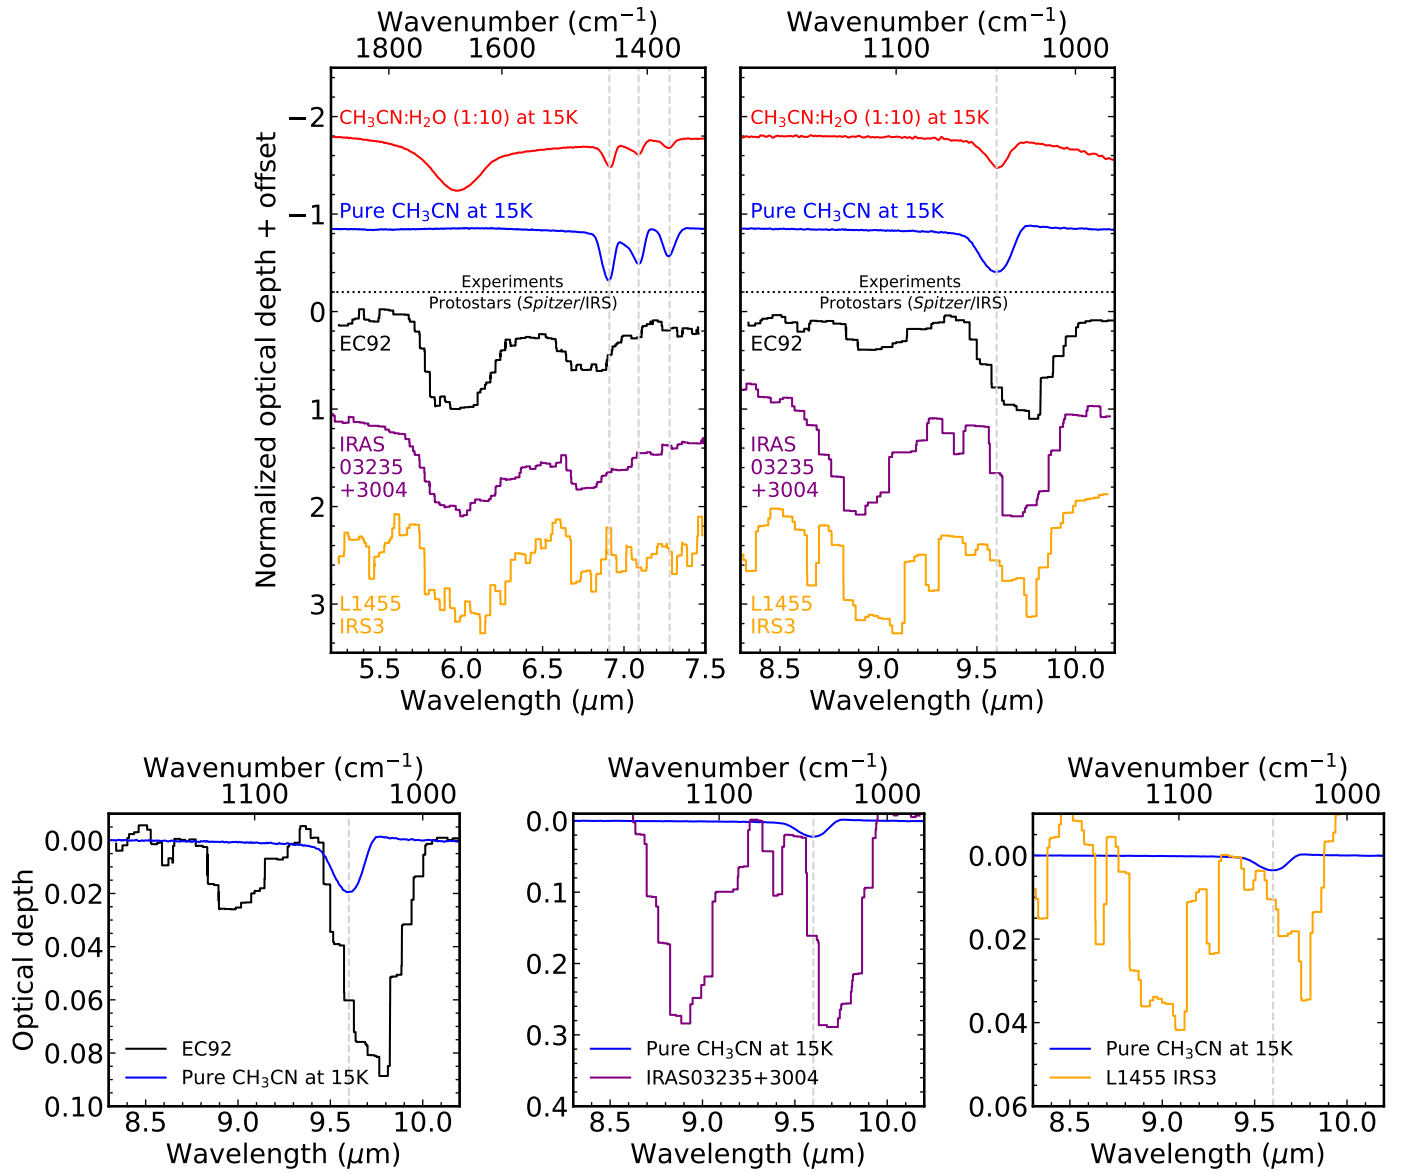 Wavenumber (cm⁻¹)
1800 1600 1400
Wavenumber (cm⁻¹)
1100 1000
Normalized optical depth + offset
−2
−1
0
1
2
3
CH₃CN:H₂O (1:10) at 15K
Pure CH₃CN at 15K
Experiments
Protostars (Spitzer/IRS)
EC92
IRAS
03235
+3004
L1455
IRS3
5.5 6.0 6.5 7.0 7.5
Wavelength (μm)
CH₃CN:H₂O (1:10) at 15K
Pure CH₃CN at 15K
Experiments
Protostars (Spitzer/IRS)
EC92
IRAS
03235
+3004
L1455
IRS3
8.5 9.0 9.5 10.0
Wavelength (μm)
Wavenumber (cm⁻¹)
1100 1000
Optical depth
0.00
0.02
0.04
0.06
0.08
0.10
EC92
Pure CH₃CN at 15K
8.5 9.0 9.5 10.0
Wavelength (μm)
Wavenumber (cm⁻¹)
1100 1000
0.0
0.1
0.2
0.3
0.4
Pure CH₃CN at 15K
IRAS03235+3004
8.5 9.0 9.5 10.0
Wavelength (μm)
Wavenumber (cm⁻¹)
1100 1000
0.00
0.02
0.04
0.06
Pure CH₃CN at 15K
L1455 IRS3
8.5 9.0 9.5 10.0
Wavelength (μm)